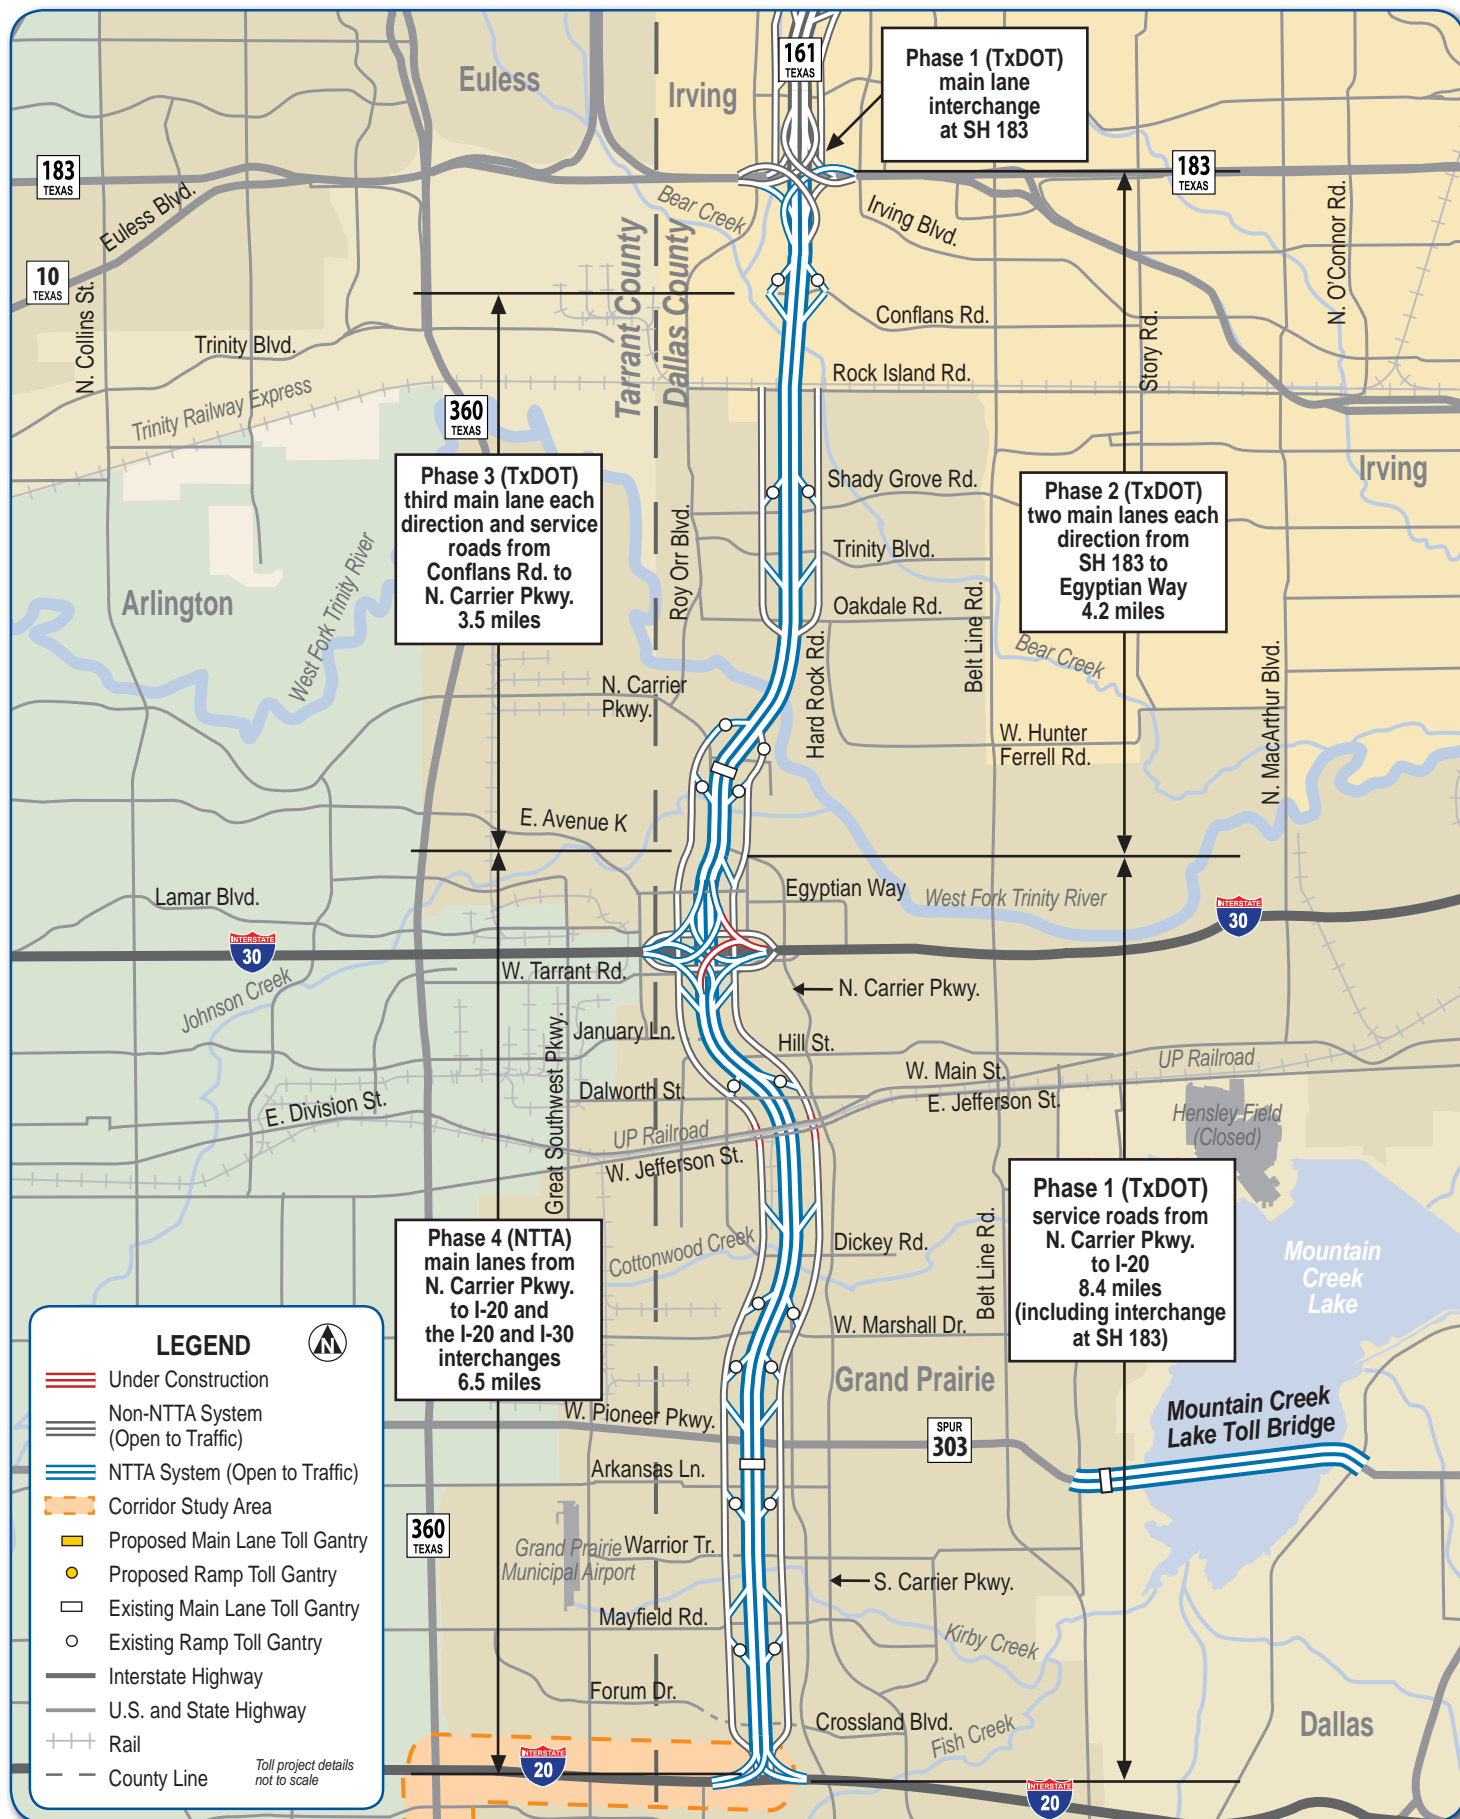 161
TEXAS
Phase 1 (TxDOT)
main lane
interchange
at SH 183
Euless
Irving
183
TEXAS
183
TEXAS
Euless Blvd.
Bear Creek
Irving Blvd.
N. O'Connor Rd.
10
TEXAS
N. Collins St.
Tarrant County
Dallas County
Conflans Rd.
Story Rd.
Trinity Blvd.
Rock Island Rd.
Trinity Railway Express
360
TEXAS
Irving
Phase 3 (TxDOT)
third main lane each
direction and service
roads from
Conflans Rd. to
N. Carrier Pkwy.
3.5 miles
Shady Grove Rd.
Phase 2 (TxDOT)
two main lanes each
direction from
SH 183 to
Egyptian Way
4.2 miles
Roy Orr Blvd.
Trinity Blvd.
West Fork Trinity River
Arlington
Oakdale Rd.
Belt Line Rd.
Bear Creek
Hard Rock Rd.
N. MacArthur Blvd.
N. Carrier
Pkwy.
W. Hunter
Ferrell Rd.
E. Avenue K
Lamar Blvd.
Egyptian Way
West Fork Trinity River
INTERSTATE
30
INTERSTATE
30
W. Tarrant Rd.
Johnson Creek
N. Carrier Pkwy.
January Ln.
Hill St.
Great Southwest Pkwy.
UP Railroad
W. Main St.
Dalworth St.
E. Jefferson St.
E. Division St.
Hensley Field
(Closed)
UP Railroad
W. Jefferson St.
Phase 1 (TxDOT)
service roads from
N. Carrier Pkwy.
to I-20
8.4 miles
(including interchange
at SH 183)
Belt Line Rd.
Phase 4 (NTTA)
main lanes from
N. Carrier Pkwy.
to I-20 and
the I-20 and I-30
interchanges
6.5 miles
Cottonwood Creek
Dickey Rd.
Mountain
Creek
Lake
W. Marshall Dr.
Grand Prairie
W. Pioneer Pkwy.
SPUR
303
Mountain Creek
Lake Toll Bridge
Arkansas Ln.
360
TEXAS
Grand Prairie
Municipal Airport
Warrior Tr.
S. Carrier Pkwy.
Mayfield Rd.
Kirby Creek
Forum Dr.
Crossland Blvd.
Fish Creek
Dallas
INTERSTATE
20
INTERSTATE
20
LEGEND
N
Under Construction
Non-NTTA System
(Open to Traffic)
NTTA System (Open to Traffic)
Corridor Study Area
Proposed Main Lane Toll Gantry
Proposed Ramp Toll Gantry
Existing Main Lane Toll Gantry
Existing Ramp Toll Gantry
Interstate Highway
U.S. and State Highway
Rail
County Line
Toll project details
not to scale